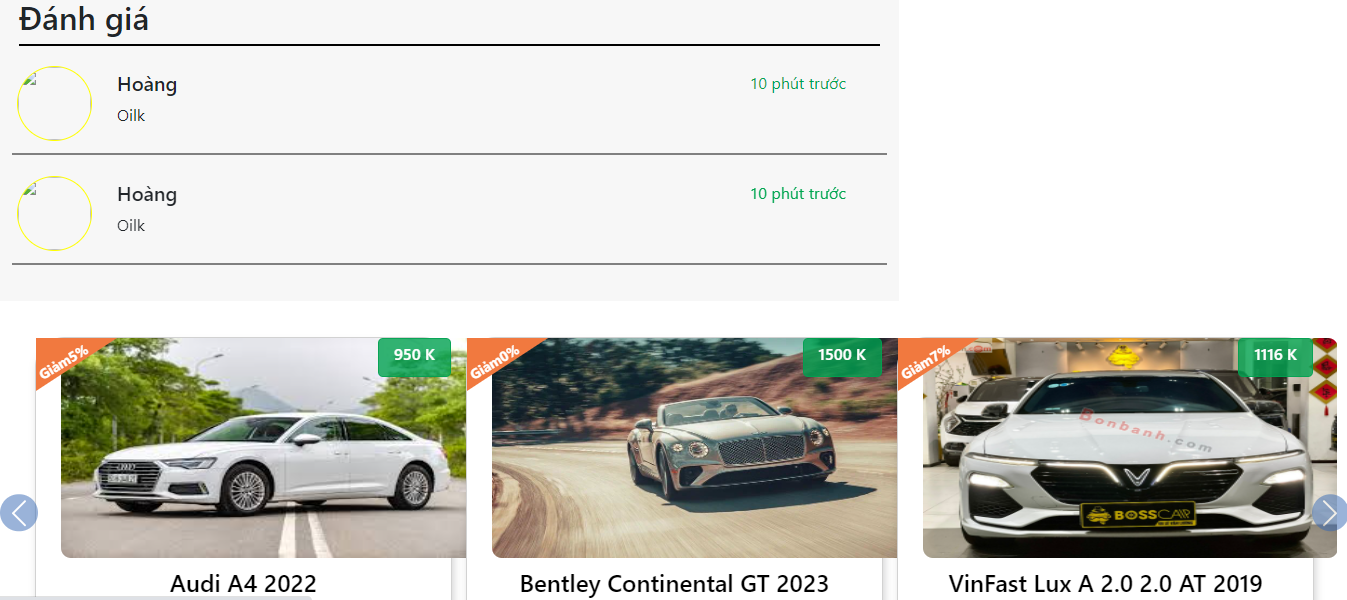 Đánh giá
Hoàng
10 phút trước
Oilk
Hoàng
10 phút trước
Oilk
Giảm5%
950 K
Giảm0%
1500 K
Giảm7%
1116 K
Bonbanh.com
BOSSCAR
Audi A4 2022
Bentley Continental GT 2023
VinFast Lux A 2.0 2.0 AT 2019